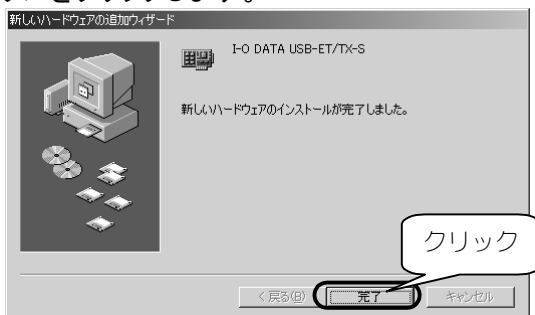 新しいハードウェアの追加ウィザード
I-O DATA USB-ET/TX-S
新しいハードウェアのインストールが完了しました。
クリック
< 戻る(B)
完了
キャンセル